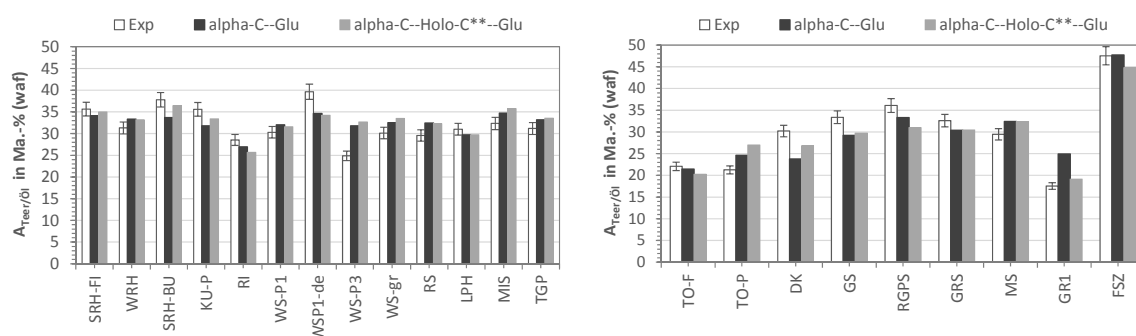 Exp alpha-C--Glu alpha-C--Holo-C**--Glu
A_Teer/Öl in Ma.-% (waf)
50
45
40
35
30
25
20
15
10
5
0
SRH-FI
WRH
SRH-BU
KU-P
RI
WS-P1
WSP1-de
WS-P3
WS-gr
RS
LPH
MIS
TGP
Exp alpha-C--Glu alpha-C--Holo-C**--Glu
A_Teer/Öl in Ma.-% (waf)
50
45
40
35
30
25
20
15
10
5
0
TO-F
TO-P
DK
GS
RGPS
GRS
MS
GR1
FSZ